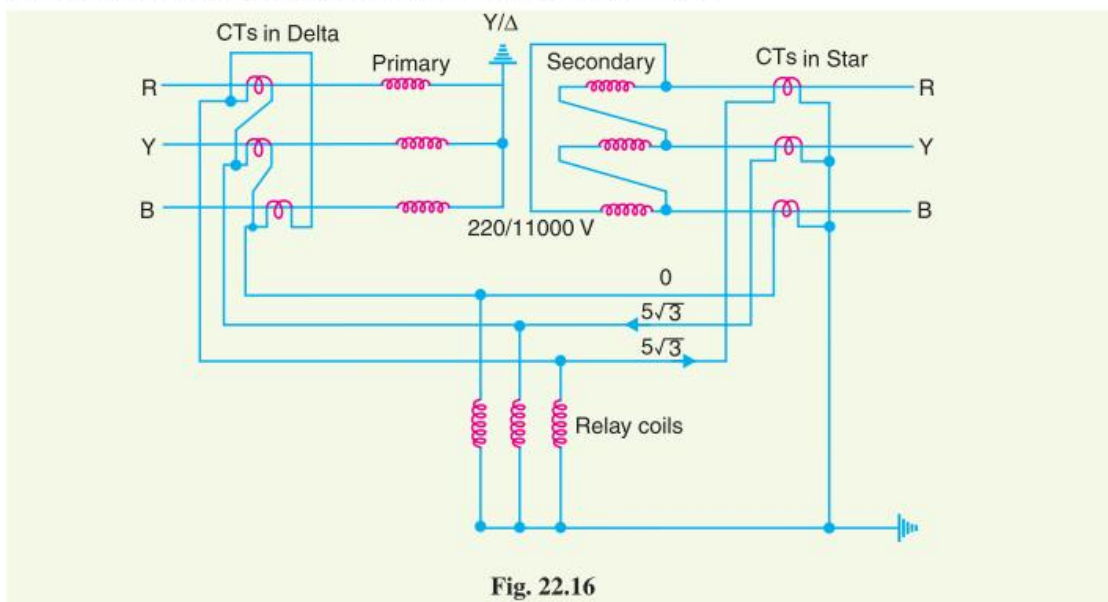 CTs in Delta
Y/Δ
Primary
Secondary
CTs in Star
R
R
Y
Y
B
B
220/11000 V
0
5√3
5√3
Relay coils
Fig. 22.16